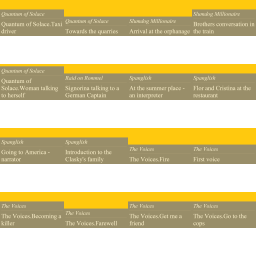 Quantum of Solace
Quantum of Solace.Taxi
driver
Quantum of Solace
Towards the quarries
Slumdog Millionaire
Arrival at the orphanage
Slumdog Millionaire
Brothers conversation in
the train
Quantum of Solace
Quantum of
Solace.Woman talking
to herself
Raid on Rommel
Signorina talking to a
German Captain
Spanglish
At the summer place -
an interpreter
Spanglish
Flor and Cristina at the
restaurant
Spanglish
Going to America -
narrator
Spanglish
Introduction to the
Clasky's family
The Voices
The Voices.Fire
The Voices
First voice
The Voices
The Voices.Becoming a
killer
The Voices
The Voices.Farewell
The Voices
The Voices.Get me a
friend
The Voices
The Voices.Go to the
cops